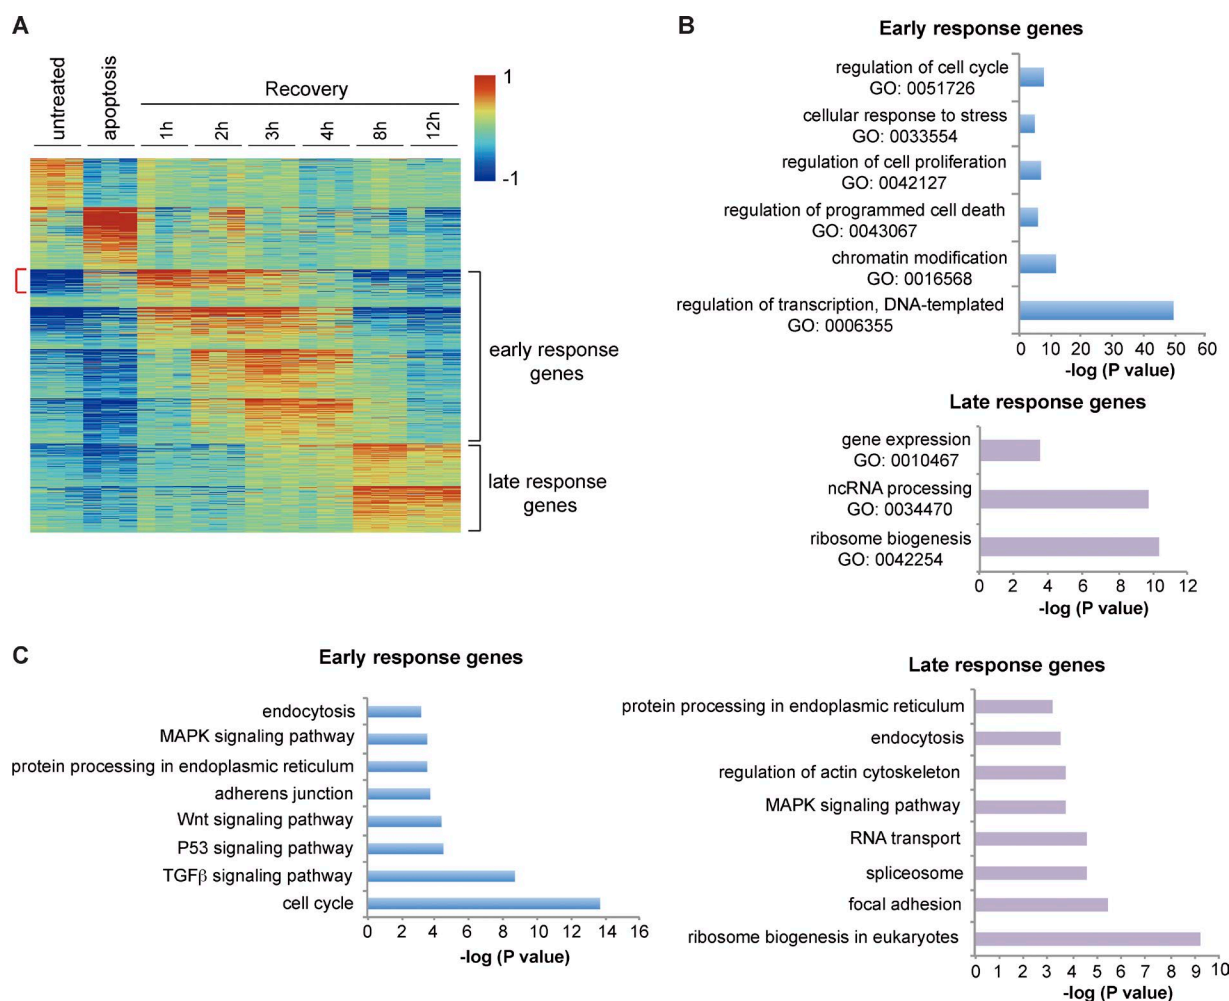 A
untreated
apoptosis
Recovery
1h
2h
3h
4h
8h
12h
1
-1
early response
genes
late response
genes
B
Early response genes
regulation of cell cycle
GO: 0051726
cellular response to stress
GO: 0033554
regulation of cell proliferation
GO: 0042127
regulation of programmed cell death
GO: 0043067
chromatin modification
GO: 0016568
regulation of transcription, DNA-templated
GO: 0006355
0 10 20 30 40 50 60
-log (P value)
Late response genes
gene expression
GO: 0010467
ncRNA processing
GO: 0034470
ribosome biogenesis
GO: 0042254
0 2 4 6 8 10 12
-log (P value)
C
Early response genes
endocytosis
MAPK signaling pathway
protein processing in endoplasmic reticulum
adherens junction
Wnt signaling pathway
P53 signaling pathway
TGFβ signaling pathway
cell cycle
0 2 4 6 8 10 12 14 16
-log (P value)
Late response genes
protein processing in endoplasmic reticulum
endocytosis
regulation of actin cytoskeleton
MAPK signaling pathway
RNA transport
spliceosome
focal adhesion
ribosome biogenesis in eukaryotes
0 1 2 3 4 5 6 7 8 9 10
-log (P value)